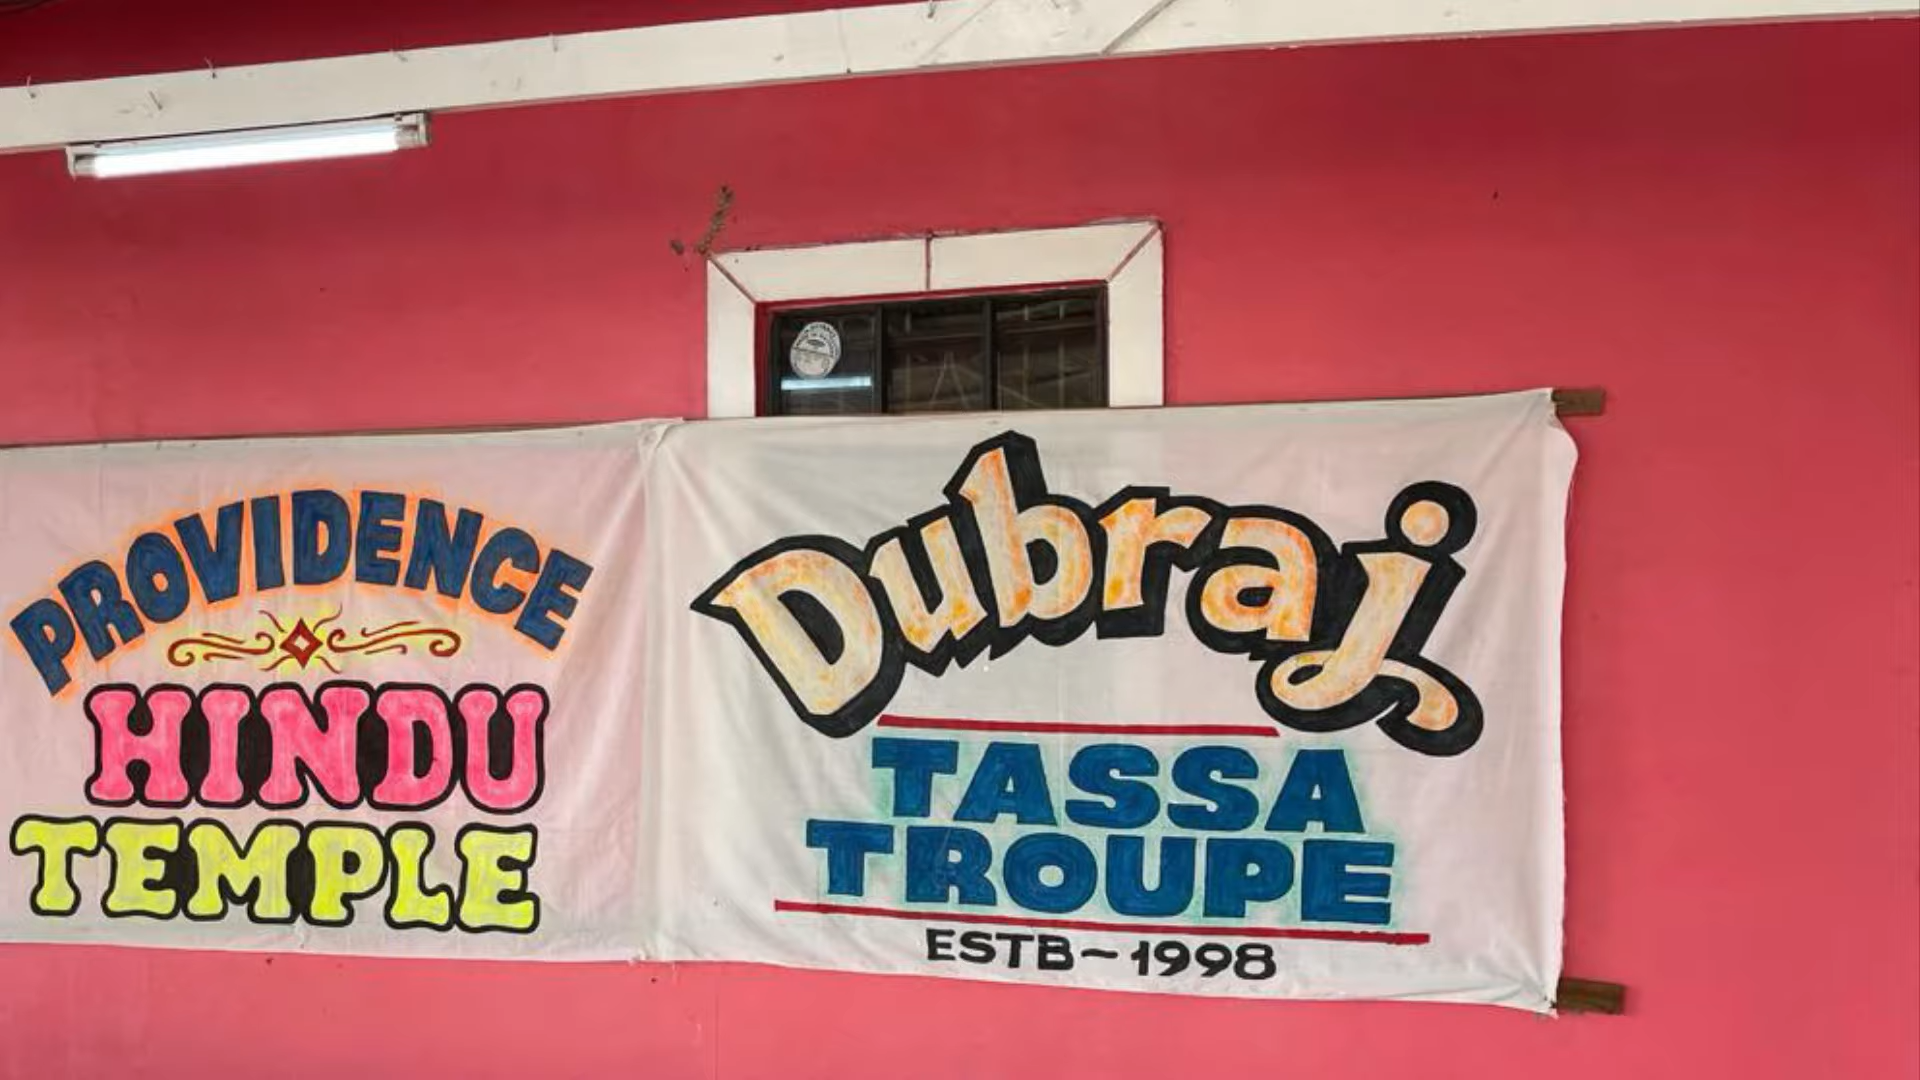 PROVIDENCE
HINDU
TEMPLE
Dubraj
TASSA
TROUPE
ESTB~1998